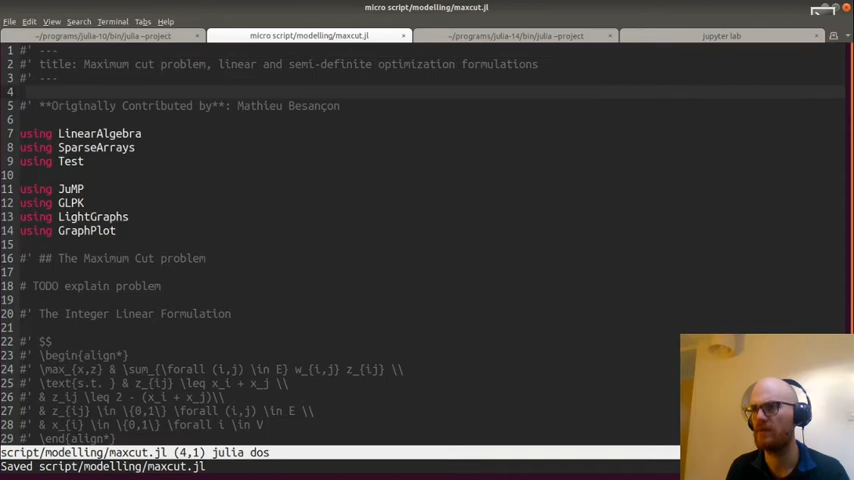 micro script/modelling/maxcut.jl
File Edit View Search Terminal Tabs Help
~/programs/julia-10/bin/julia --project × micro script/modelling/maxcut.jl × ~/programs/julia-14/bin/julia --project × jupyter lab ×
1 #' ---
2 #' title: Maximum cut problem, linear and semi-definite optimization formulations
3 #' ---
4
5 #' **Originally Contributed by**: Mathieu Besançon
6
7 using LinearAlgebra
8 using SparseArrays
9 using Test
10
11 using JuMP
12 using GLPK
13 using LightGraphs
14 using GraphPlot
15
16 #' ## The Maximum Cut problem
17
18 # TODO explain problem
19
20 #' The Integer Linear Formulation
21
22 #' $$
23 #' \begin{align*}
24 #' \max_{x,z} & \sum_{\forall (i,j) \in E} w_{i,j} z_{ij} \\
25 #' \text{s.t. } & z_{ij} \leq x_i + x_j \\
26 #' & z_ij \leq 2 - (x_i + x_j)\\
27 #' & z_{ij} \in \{0,1\} \forall (i,j) \in E \\
28 #' & x_{i} \in \{0,1\} \forall i \in V
29 #' \end{align*}
script/modelling/maxcut.jl (4,1) julia dos
Saved script/modelling/maxcut.jl